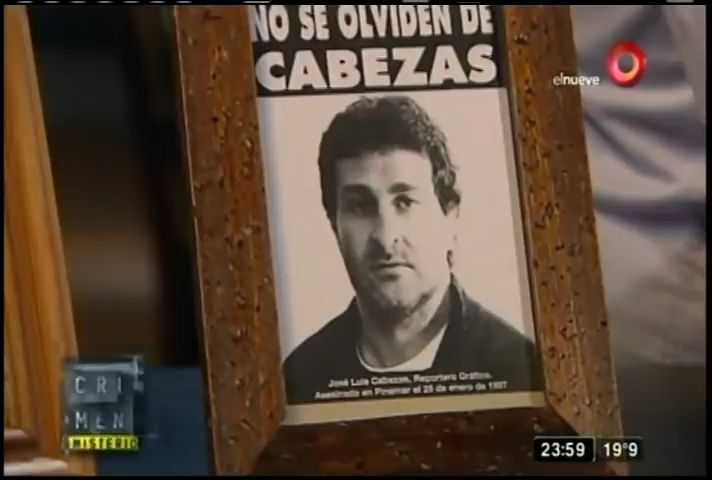 NO SE OLVIDEN DE
CABEZAS
elnueve
José Luis Cabezas, Reportero Gráfico.
Asesinado en Pinamar el 25 de enero de 1997
CRI
MEN
MISTERIO
23:59 19°9